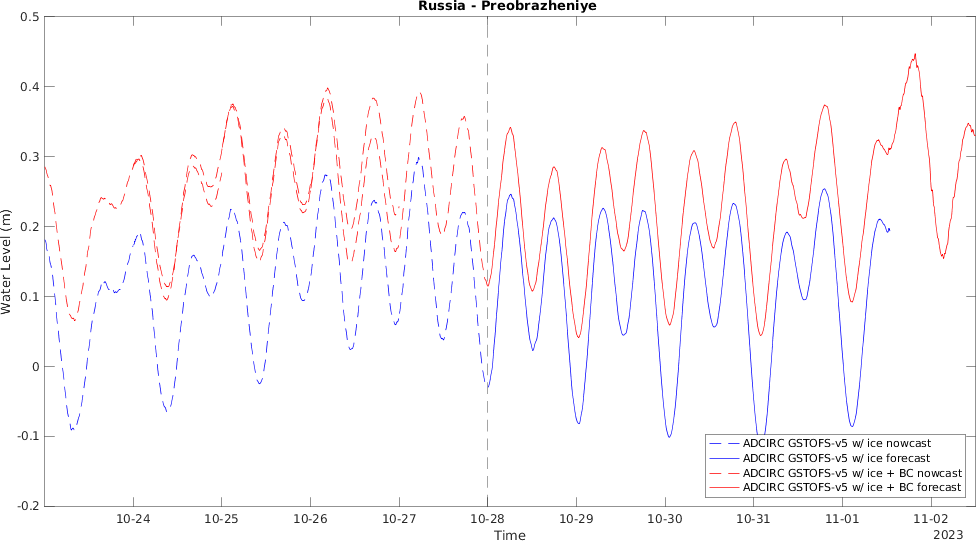 Russia - Preobrazheniye
0.5
0.4
0.3
0.2
0.1
0
-0.1
-0.2
Water Level (m)
ADCIRC GSTOFS-v5 w/ ice nowcast
ADCIRC GSTOFS-v5 w/ ice forecast
ADCIRC GSTOFS-v5 w/ ice + BC nowcast
ADCIRC GSTOFS-v5 w/ ice + BC forecast
10-24 10-25 10-26 10-27 10-28 10-29 10-30 10-31 11-01 11-02
Time
2023